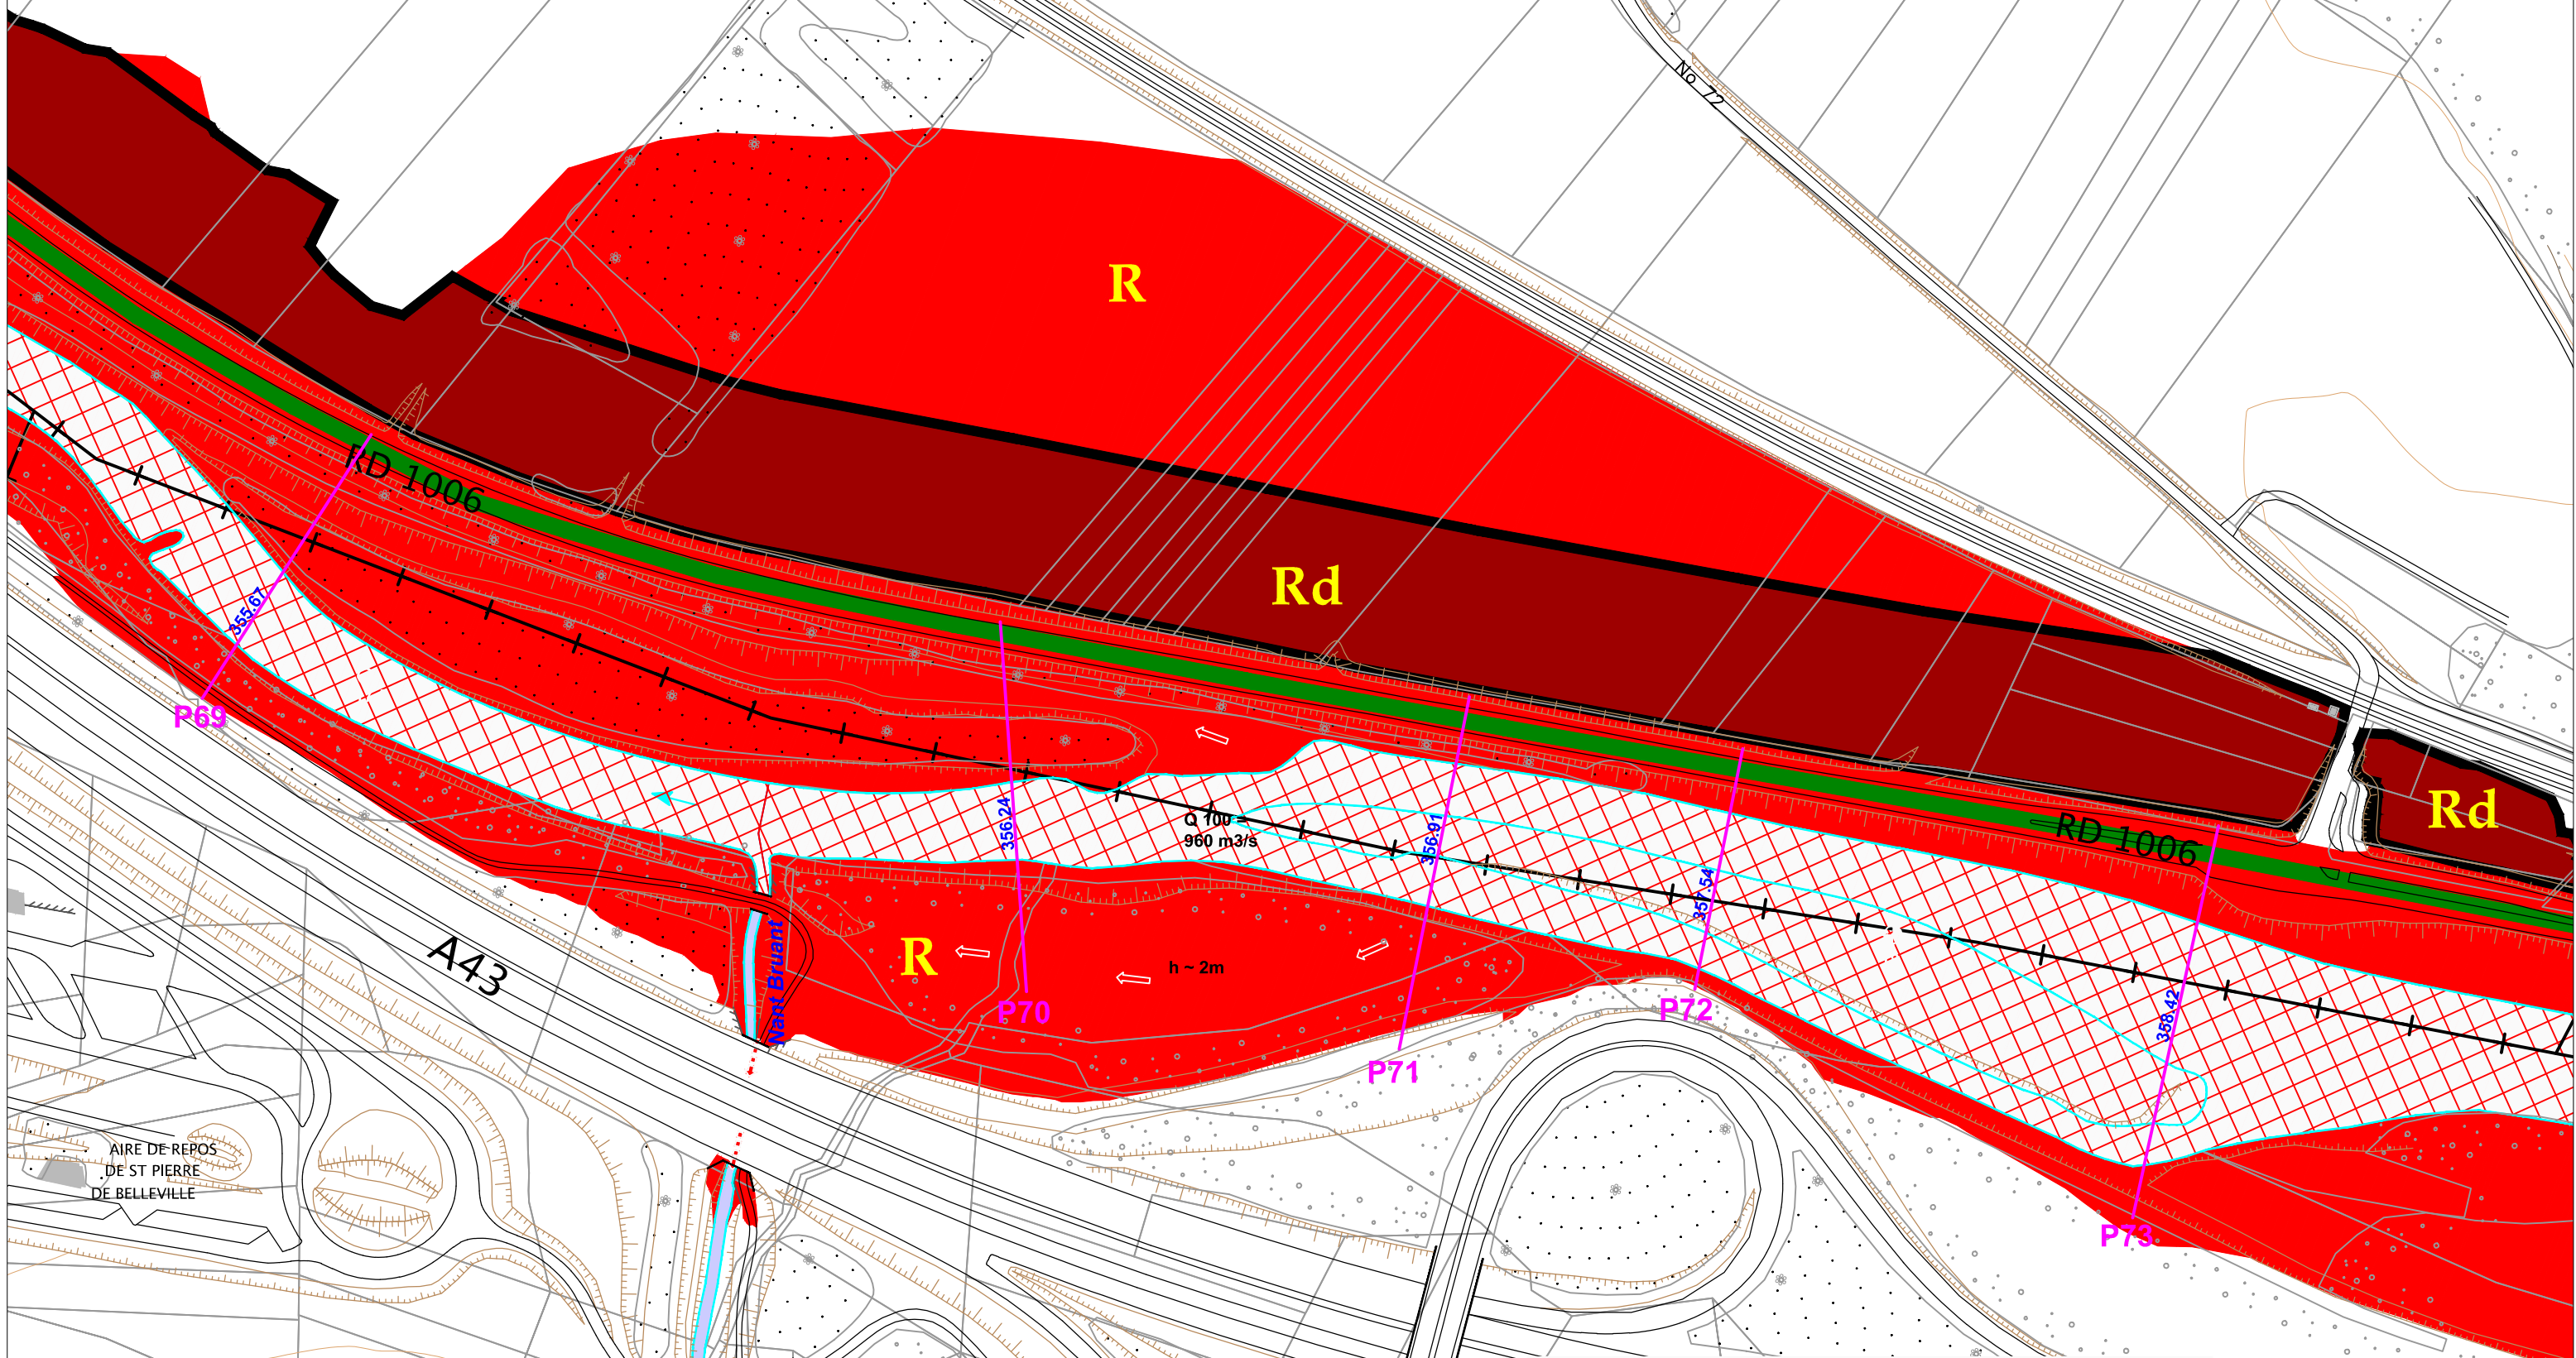 No 72
R
RD 1006
Rd
355.67
P69
Rd
356.24
Q 100 =
960 m3/s
356.91
RD 1006
357.54
Nant Bruant
A43
R
h ~ 2m
358.42
P70
P72
P71
AIRE DE REPOS
DE ST PIERRE
DE BELLEVILLE
P73